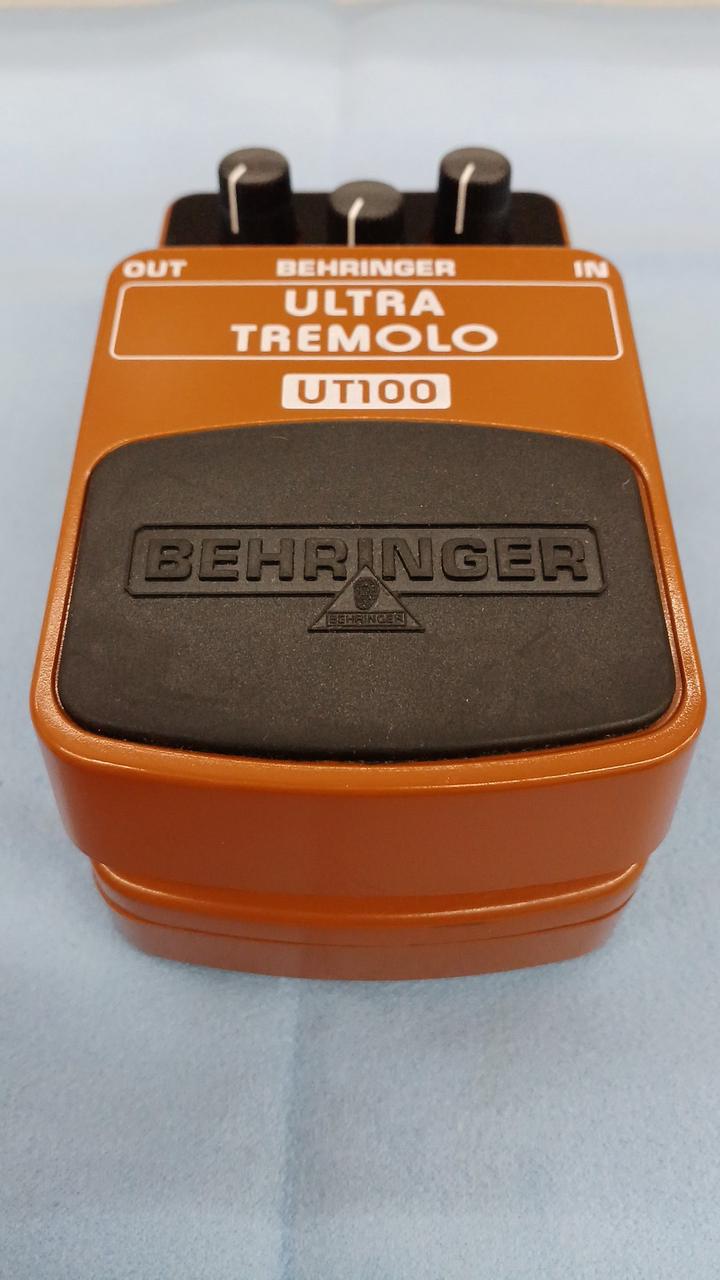 OUT BEHRINGER IN
ULTRA
TREMOLO
UT100
BEHRINGER
BEHRINGER